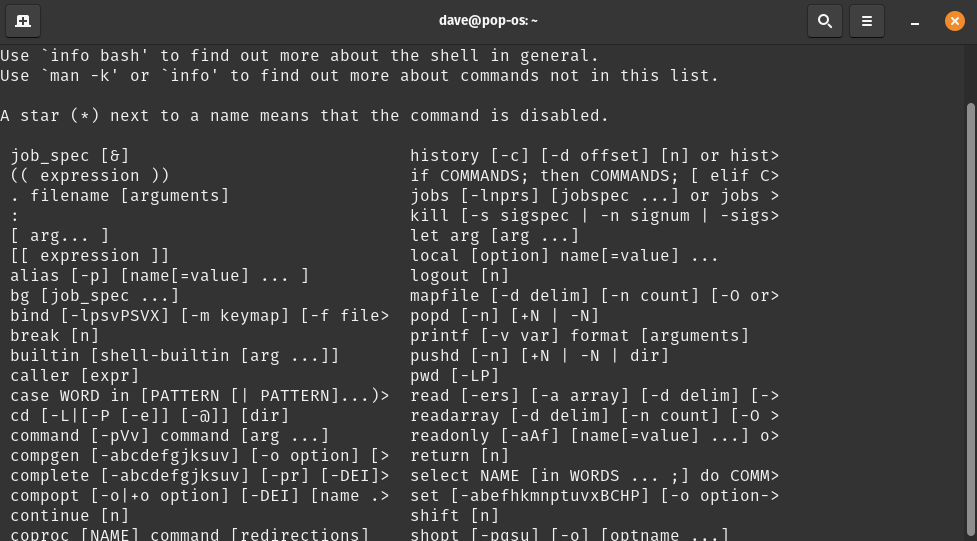 dave@pop-os: ~
Use `info bash' to find out more about the shell in general.
Use `man -k' or `info' to find out more about commands not in this list.
A star (*) next to a name means that the command is disabled.
job_spec [&]                            history [-c] [-d offset] [n] or hist>
(( expression ))                        if COMMANDS; then COMMANDS; [ elif C>
. filename [arguments]                  jobs [-lnprs] [jobspec ...] or jobs >
:                                       kill [-s sigspec | -n signum | -sigs>
[ arg... ]                              let arg [arg ...]
[[ expression ]]                        local [option] name[=value] ...
alias [-p] [name[=value] ... ]          logout [n]
bg [job_spec ...]                       mapfile [-d delim] [-n count] [-O or>
bind [-lpsvPSVX] [-m keymap] [-f file>  popd [-n] [+N | -N]
break [n]                               printf [-v var] format [arguments]
builtin [shell-builtin [arg ...]]       pushd [-n] [+N | -N | dir]
caller [expr]                           pwd [-LP]
case WORD in [PATTERN [| PATTERN]...)>  read [-ers] [-a array] [-d delim] [->
cd [-L|[-P [-e]] [-@]] [dir]            readarray [-d delim] [-n count] [-O >
command [-pVv] command [arg ...]        readonly [-aAf] [name[=value] ...] o>
compgen [-abcdefgjksuv] [-o option] [>  return [n]
complete [-abcdefgjksuv] [-pr] [-DEI]>  select NAME [in WORDS ... ;] do COMM>
compopt [-o|+o option] [-DEI] [name .>  set [-abefhkmnptuvxBCHP] [-o option->
continue [n]                            shift [n]
coproc [NAME] command [redirections]    shopt [-pqsu] [-o] [optname ...]